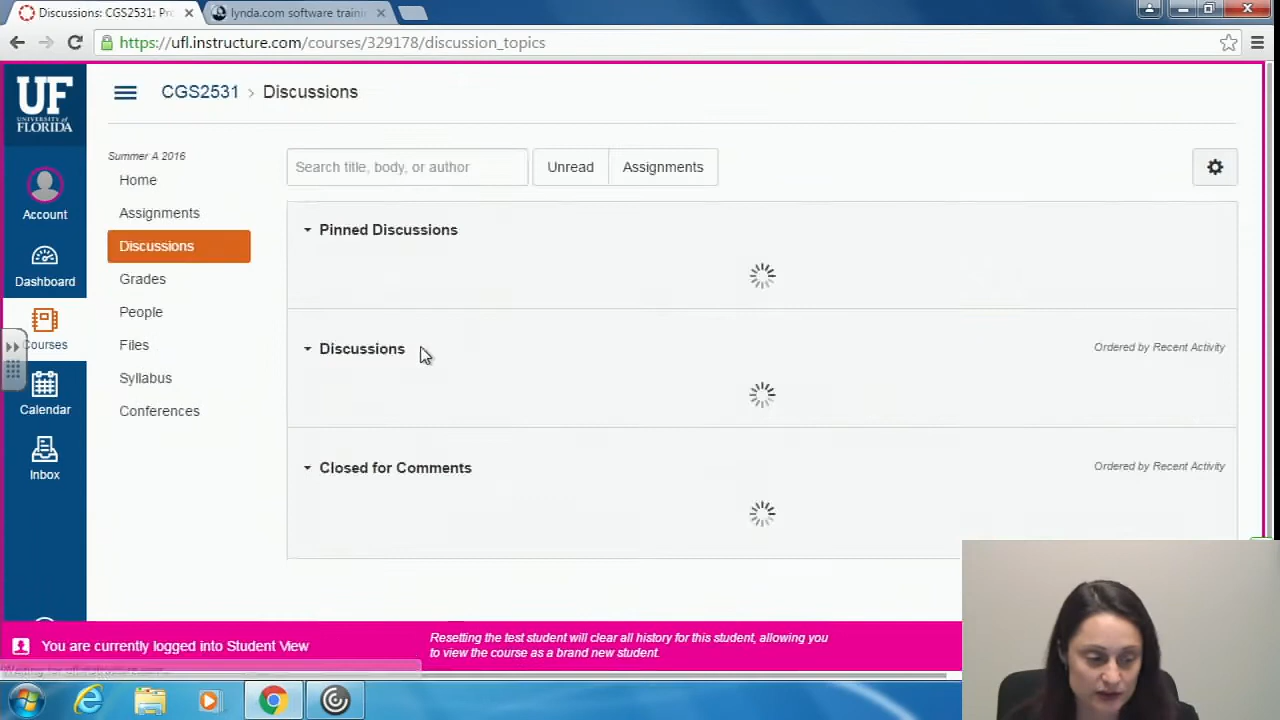 Discussions: CGS2531: Pr
lynda.com software traini
https://ufl.instructure.com/courses/329178/discussion_topics
UF
UNIVERSITY of
FLORIDA
CGS2531 > Discussions
Summer A 2016
Home
Assignments
Discussions
Grades
People
Files
Syllabus
Conferences
Account
Dashboard
Courses
Calendar
Inbox
Search title, body, or author
Unread
Assignments
Pinned Discussions
Discussions
Ordered by Recent Activity
Closed for Comments
Ordered by Recent Activity
You are currently logged into Student View
Resetting the test student will clear all history for this student, allowing you
to view the course as a brand new student.